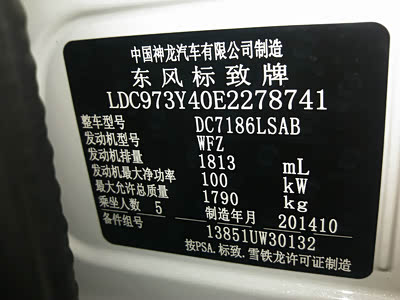 中国神龙汽车有限公司制造
东风标致牌
LDC973Y40E2278741
整车型号 DC7186LSAB
发动机型号 WFZ
发动机排量 1813 mL
发动机最大净功率 100 kW
最大允许总质量 1790 kg
乘坐人数 5 制造年月 201410
备件组号 13851UW30132
按PSA.标致.雪铁龙许可证制造